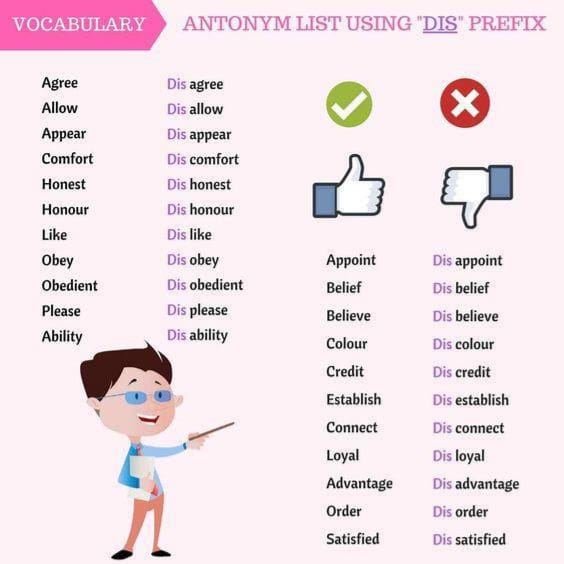 VOCABULARY
ANTONYM LIST USING "DIS" PREFIX
Agree Dis agree
Allow Dis allow
Appear Dis appear
Comfort Dis comfort
Honest Dis honest
Honour Dis honour
Like Dis like
Obey Dis obey
Obedient Dis obedient
Please Dis please
Ability Dis ability
Appoint Dis appoint
Belief Dis belief
Believe Dis believe
Colour Dis colour
Credit Dis credit
Establish Dis establish
Connect Dis connect
Loyal Dis loyal
Advantage Dis advantage
Order Dis order
Satisfied Dis satisfied